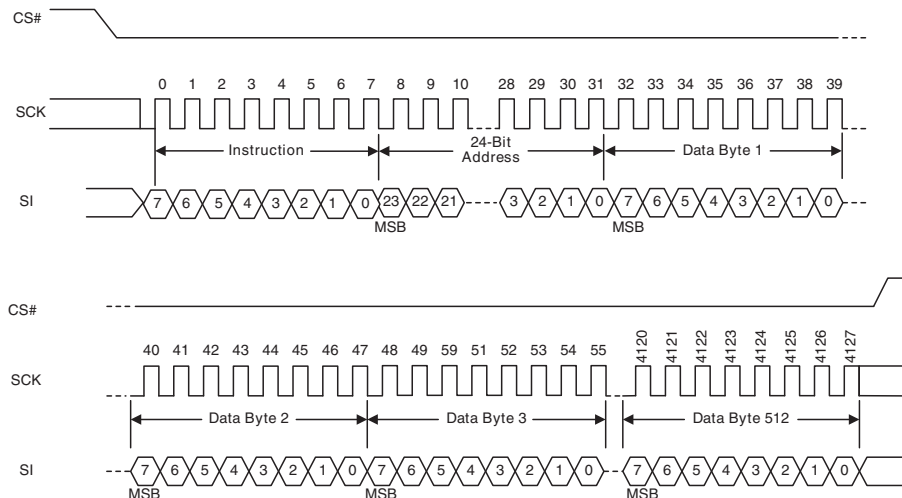 CS#
0 1 2 3 4 5 6 7 8 9 10 28 29 30 31 32 33 34 35 36 37 38 39
SCK
Instruction 24-Bit Address Data Byte 1
SI 7 6 5 4 3 2 1 0 23 22 21 3 2 1 0 7 6 5 4 3 2 1 0
MSB MSB
CS#
40 41 42 43 44 45 46 47 48 49 59 51 52 53 54 55 4120 4121 4122 4123 4124 4125 4126 4127
SCK
Data Byte 2 Data Byte 3 Data Byte 512
SI 7 6 5 4 3 2 1 0 7 6 5 4 3 2 1 0 7 6 5 4 3 2 1 0
MSB MSB MSB